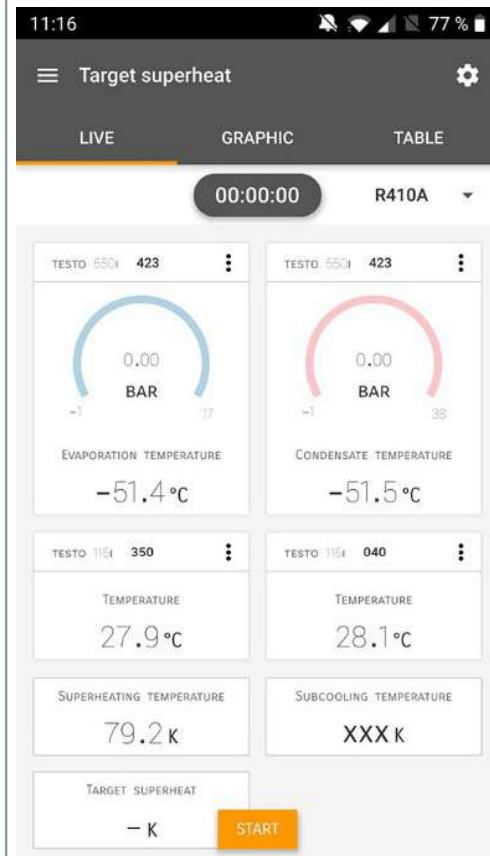 11:16 77 %
Target superheat
LIVE GRAPHIC TABLE
00:00:00 R410A
TESTO 550I 423 TESTO 550I 423
0.00 0.00
BAR BAR
-1 17 -1 38
EVAPORATION TEMPERATURE CONDENSATE TEMPERATURE
-51.4 °C -51.5 °C
TESTO 115I 350 TESTO 115I 040
TEMPERATURE TEMPERATURE
27.9 °C 28.1 °C
SUPERHEATING TEMPERATURE SUBCOOLING TEMPERATURE
79.2 K XXX K
TARGET SUPERHEAT
– K START